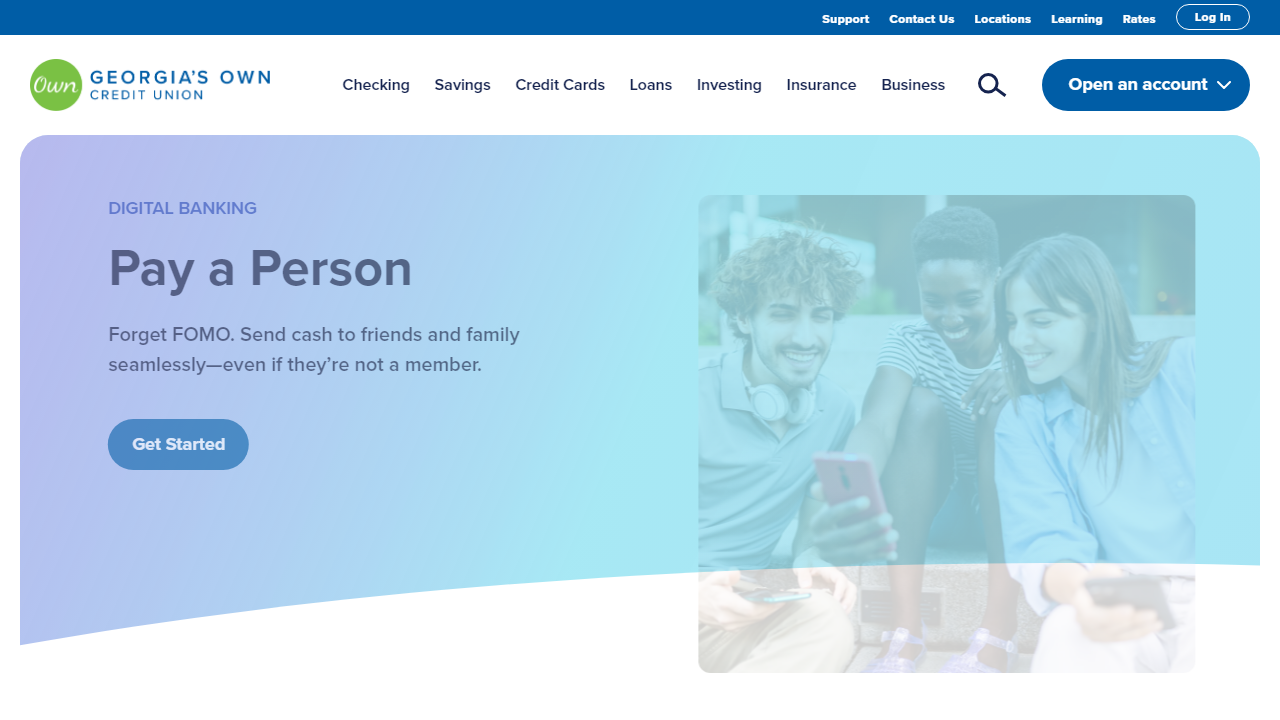 Support Contact Us Locations Learning Rates Log In
Own GEORGIA'S OWN
CREDIT UNION
Checking Savings Credit Cards Loans Investing Insurance Business Open an account
DIGITAL BANKING
Pay a Person
Forget FOMO. Send cash to friends and family
seamlessly—even if they’re not a member.
Get Started